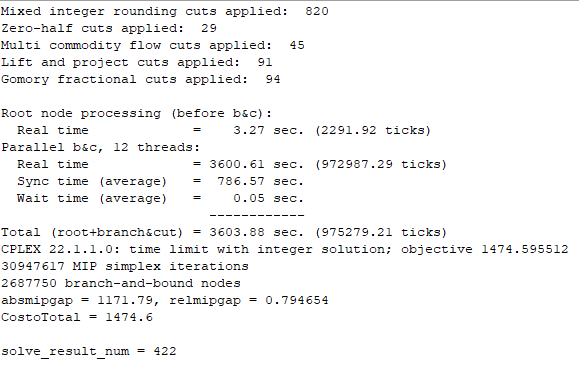 Mixed integer rounding cuts applied:  820
Zero-half cuts applied:  29
Multi commodity flow cuts applied:  45
Lift and project cuts applied:  91
Gomory fractional cuts applied:  94

Root node processing (before b&c):
  Real time             =    3.27 sec. (2291.92 ticks)
Parallel b&c, 12 threads:
  Real time             = 3600.61 sec. (972987.29 ticks)
  Sync time (average)   =  786.57 sec.
  Wait time (average)   =    0.05 sec.
                          ------------
Total (root+branch&cut) = 3603.88 sec. (975279.21 ticks)
CPLEX 22.1.1.0: time limit with integer solution; objective 1474.595512
30947617 MIP simplex iterations
2687750 branch-and-bound nodes
absmipgap = 1171.79, relmipgap = 0.794654
CostoTotal = 1474.6

solve_result_num = 422